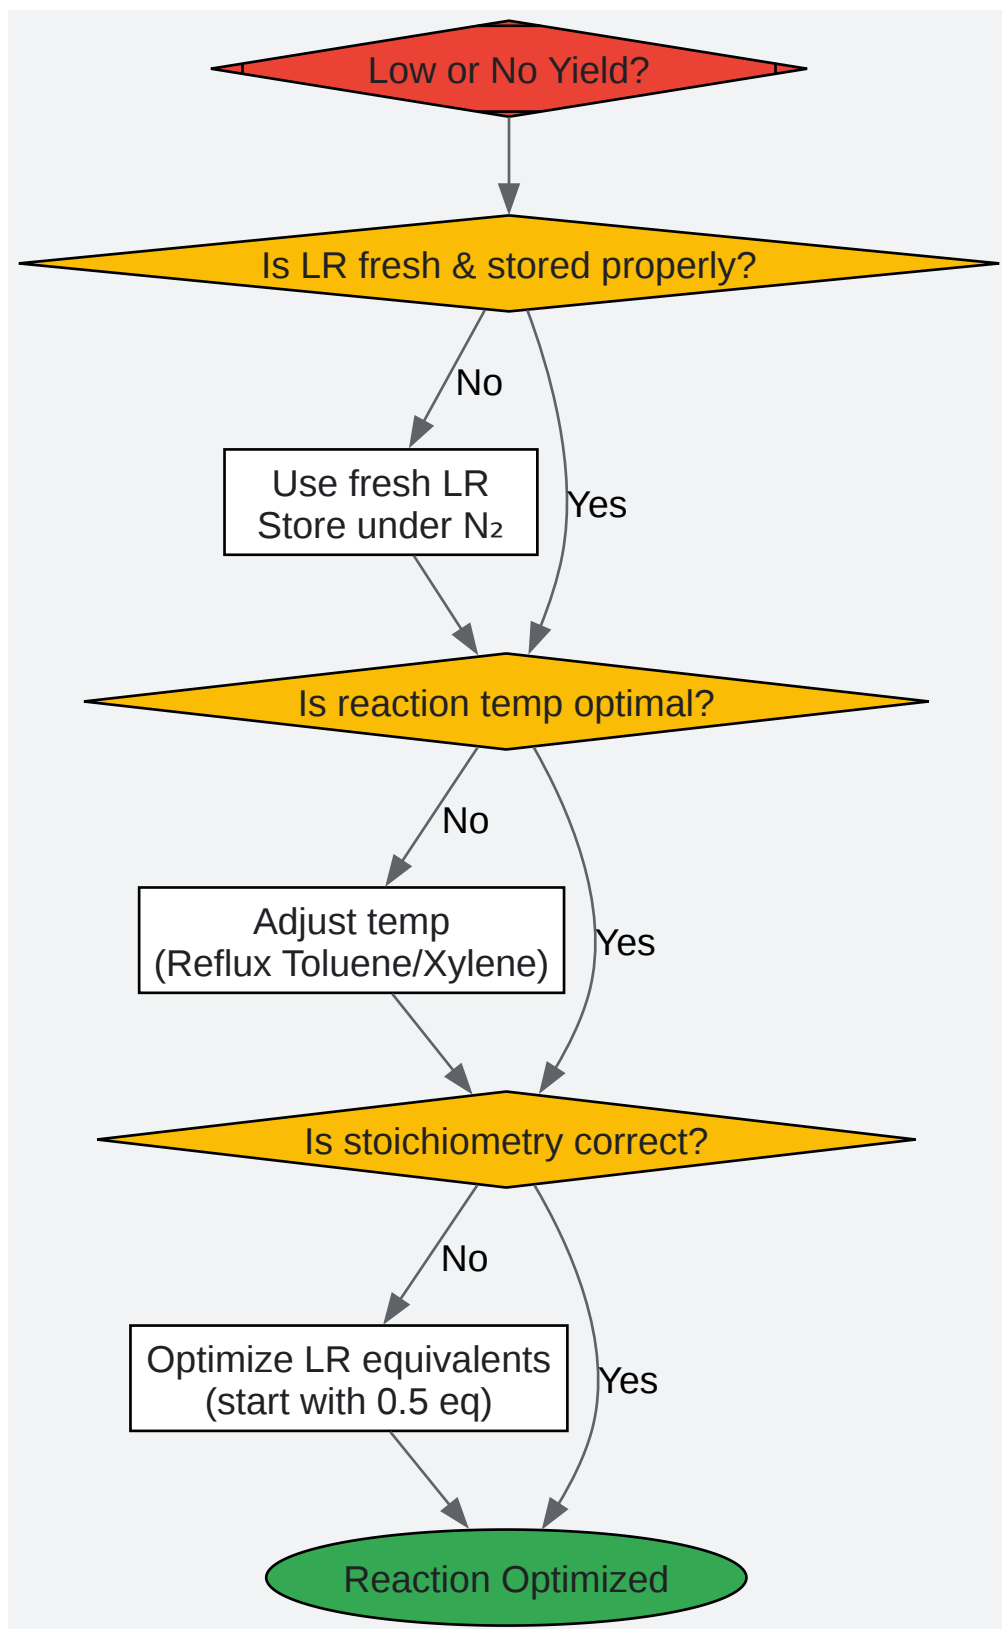 Low or No Yield?
Is LR fresh & stored properly?
No
Use fresh LR
Store under N₂
Yes
Is reaction temp optimal?
No
Adjust temp
(Reflux Toluene/Xylene)
Yes
Is stoichiometry correct?
No
Optimize LR equivalents
(start with 0.5 eq)
Yes
Reaction Optimized